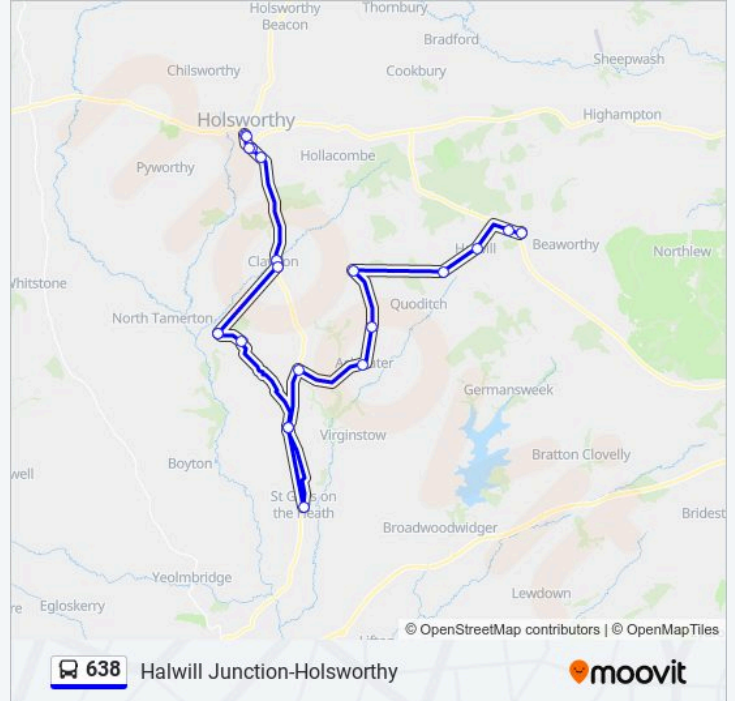 Holsworthy
Beacon
Thornbury
Bradford
Sheepwash
Chilsworthy
Cookbury
Holsworthy
Highampton
Hollacombe
Pyworthy
Beaworthy
Northlew
Whitstone
Quoditch
North Tamerton
Germansweek
Virginstow
Bratton Clovelly
Boyton
well
St G on
the Heath
Broadwoodwidger
Bridest
Yeolmbridge
Lewdown
re
Egloskerry
© OpenStreetMap contributors | © OpenMapTiles
638
Halwill Junction-Holsworthy
moovit